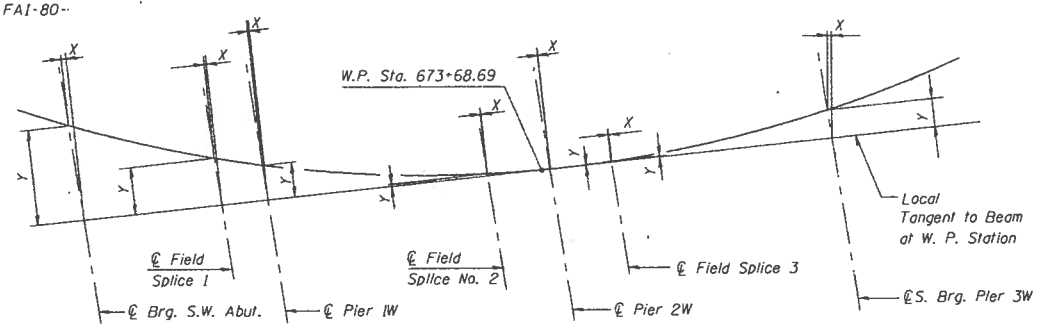 FAI-80-
X
X
X
X
X
X
X
W.P. Sta. 673+68.69
Y
Y
Y
Y
Y
Y
Y
Local
Tangent to Beam
at W. P. Station
℄ Field
Splice 1
℄ Field
Splice No. 2
℄ Field Splice 3
℄ Brg. S.W. Abut.
℄ Pier 1W
℄ Pier 2W
℄ S. Brg. Pier 3W